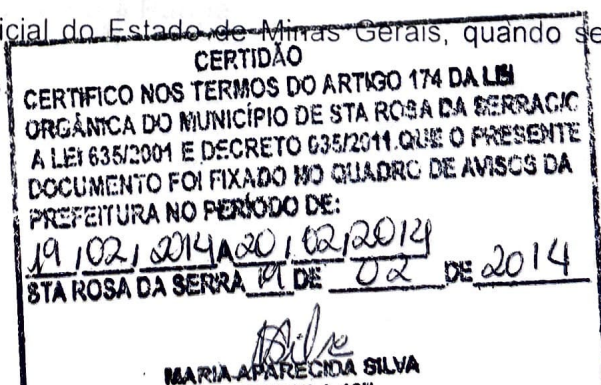 icial do Estado de Minas Gerais, quando se
CERTIDÃO
CERTIFICO NOS TERMOS DO ARTIGO 174 DA LEI
ORGÂNICA DO MUNICÍPIO DE STA ROSA DA SERRA C/C
A LEI 635/2001 E DECRETO 035/2011.QUE O PRESENTE
DOCUMENTO FOI FIXADO NO QUADRO DE AVISOS DA
PREFEITURA NO PERÍODO DE:
19 / 02 / 2014 A 20 / 02 / 2014
STA ROSA DA SERRA 19 DE 02 DE 2014
MARIA APARECIDA SILVA